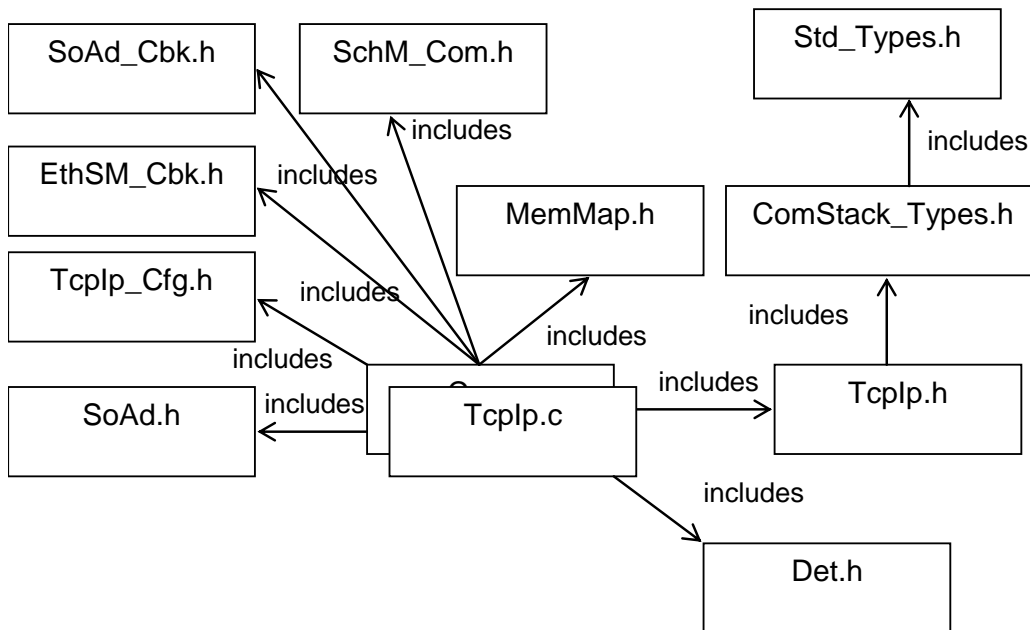 SoAd_Cbk.h
SchM_Com.h
Std_Types.h
includes
includes
EthSM_Cbk.h
includes
MemMap.h
ComStack_Types.h
TcpIp_Cfg.h
includes
includes
includes
includes
SoAd.h
includes
TcpIp.c
includes
TcpIp.h
includes
Det.h